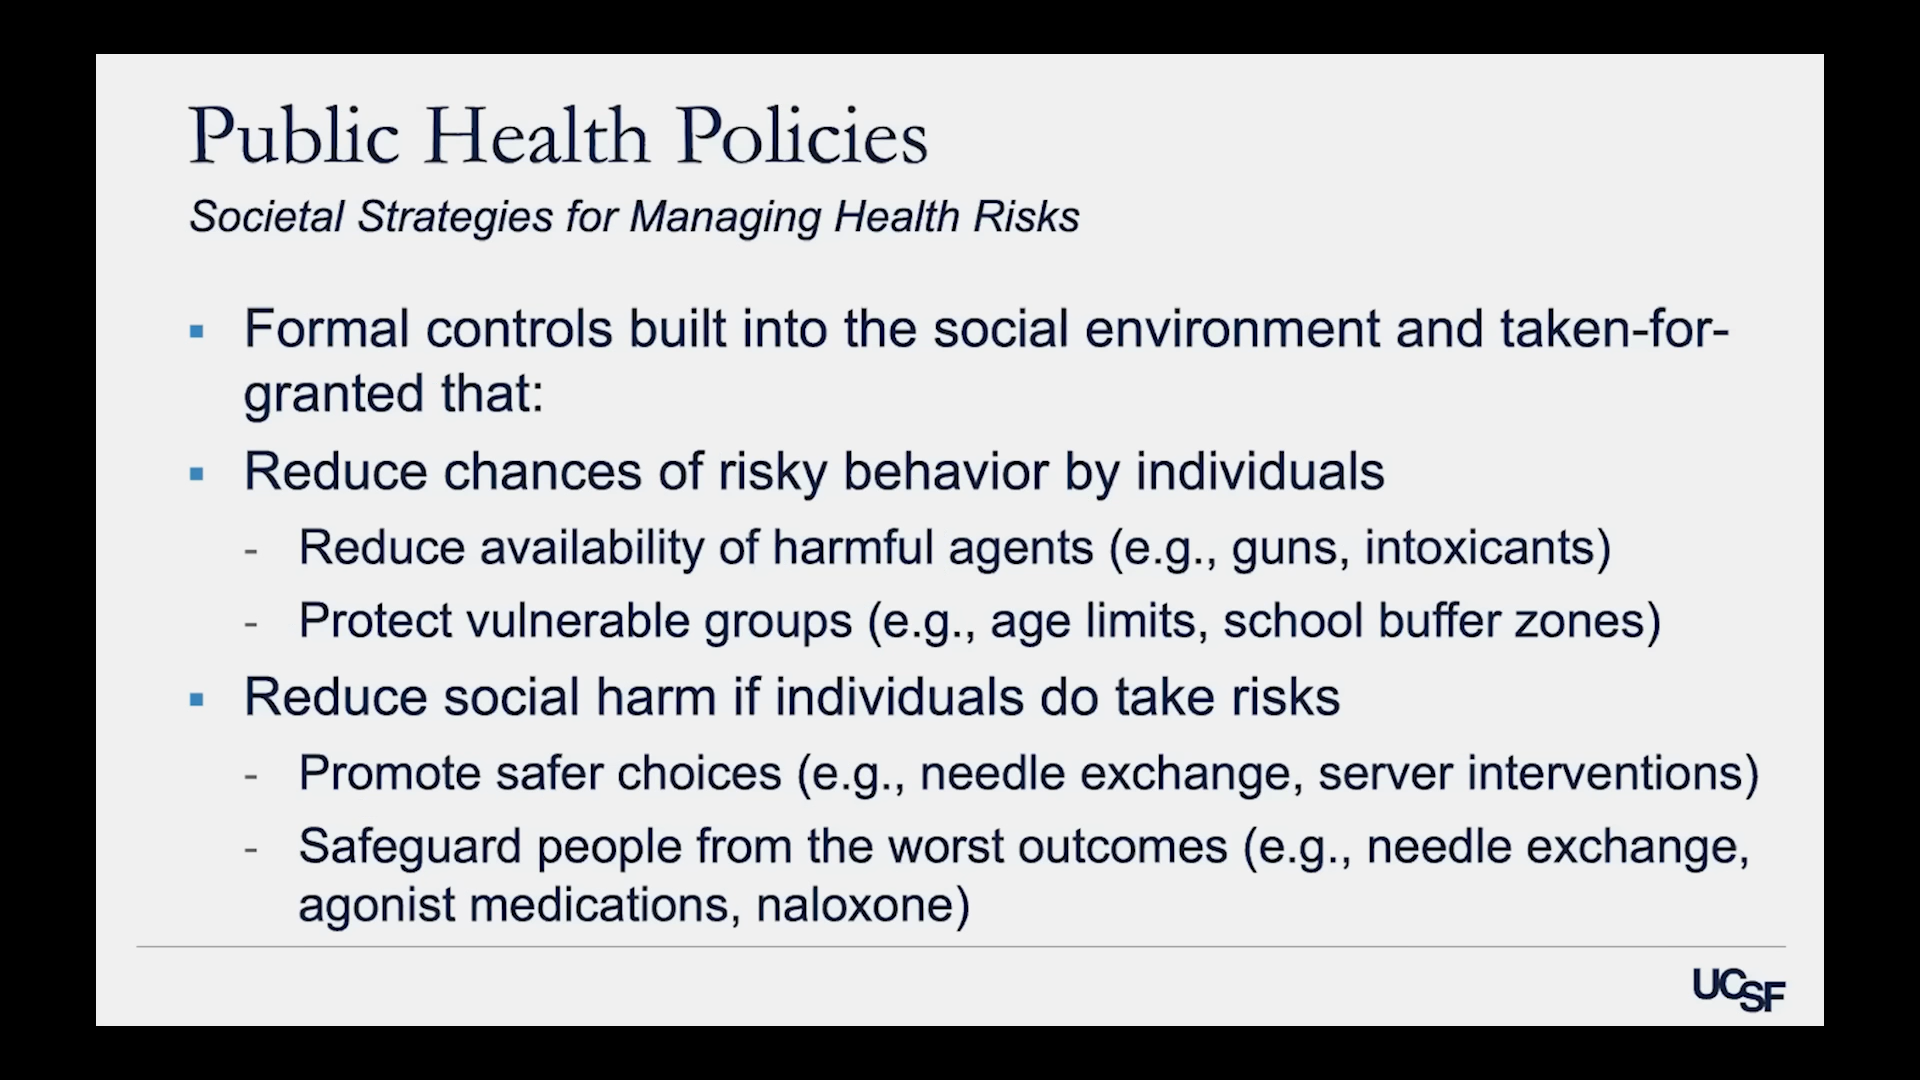 Public Health Policies
Societal Strategies for Managing Health Risks
▪ Formal controls built into the social environment and taken-for-
granted that:
▪ Reduce chances of risky behavior by individuals
- Reduce availability of harmful agents (e.g., guns, intoxicants)
- Protect vulnerable groups (e.g., age limits, school buffer zones)
▪ Reduce social harm if individuals do take risks
- Promote safer choices (e.g., needle exchange, server interventions)
- Safeguard people from the worst outcomes (e.g., needle exchange,
agonist medications, naloxone)
UCSF